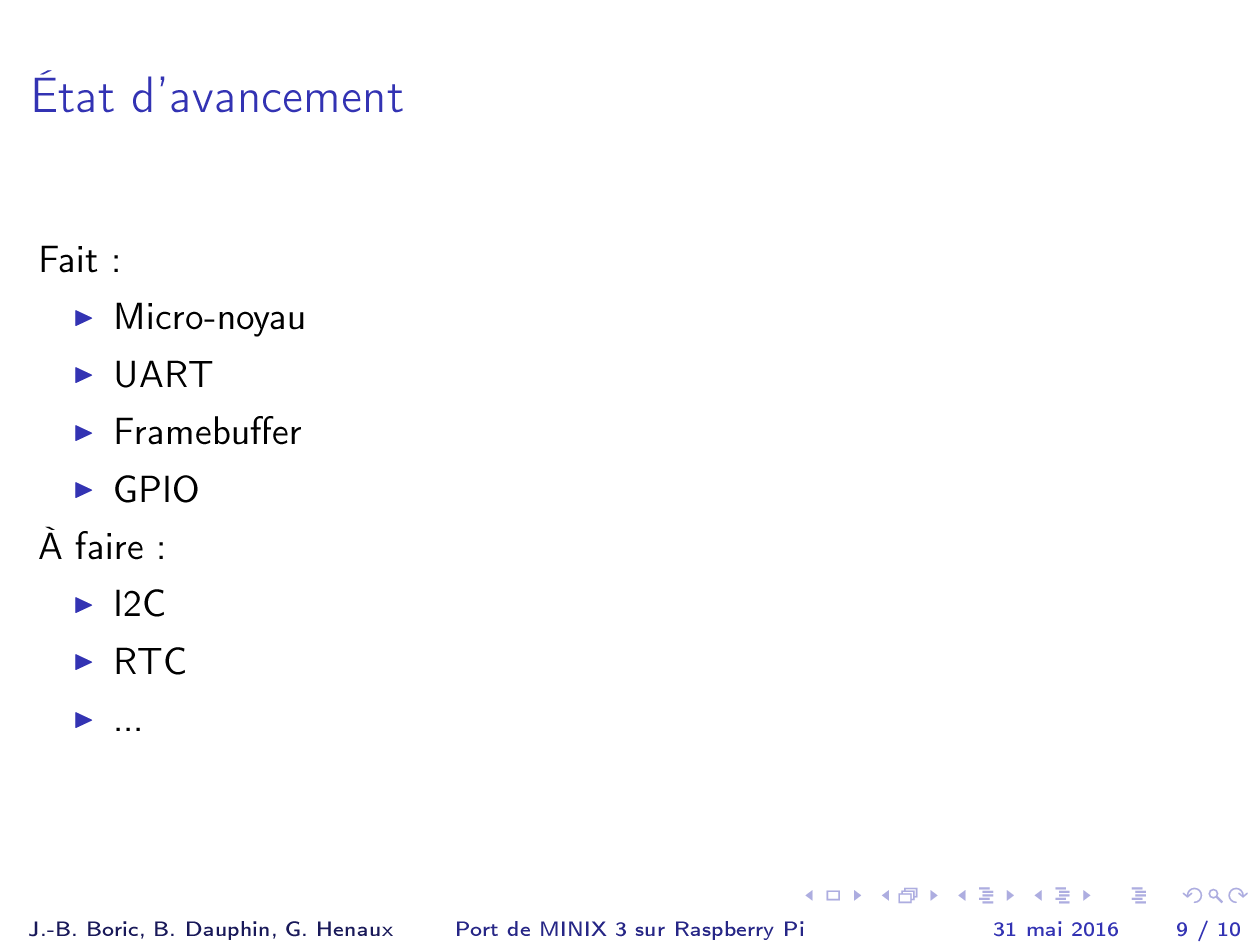 État d'avancement
Fait :
Micro-noyau
UART
Framebuffer
GPIO
À faire :
I2C
RTC
...
J.-B. Boric, B. Dauphin, G. Henaux Port de MINIX 3 sur Raspberry Pi 31 mai 2016 9 / 10